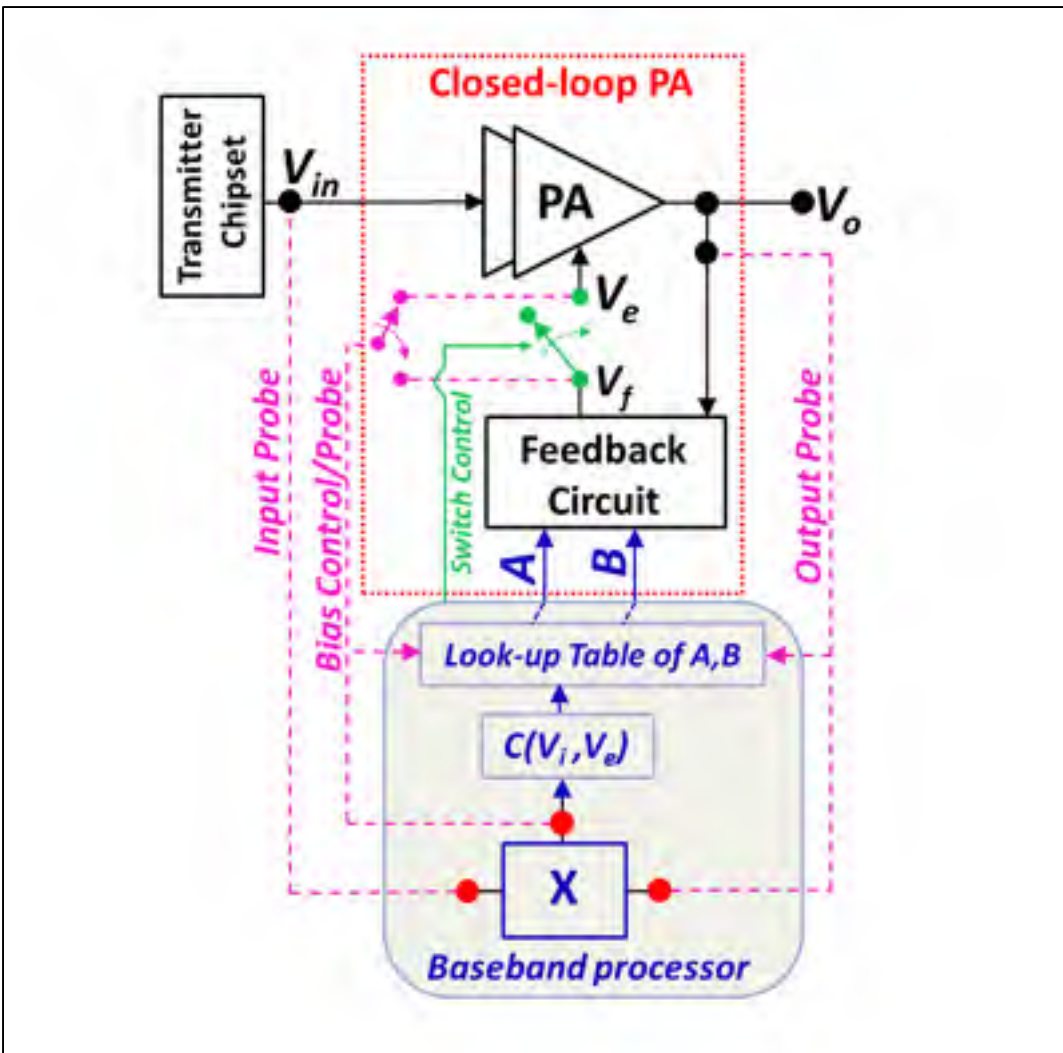 Closed-loop PA
Transmitter
Chipset
V_in
PA
V_o
V_e
V_f
Feedback
Circuit
Input Probe
Bias Control/Probe
Switch Control
Output Probe
A
B
Look-up Table of A,B
C(V_i ,V_e)
X
Baseband processor